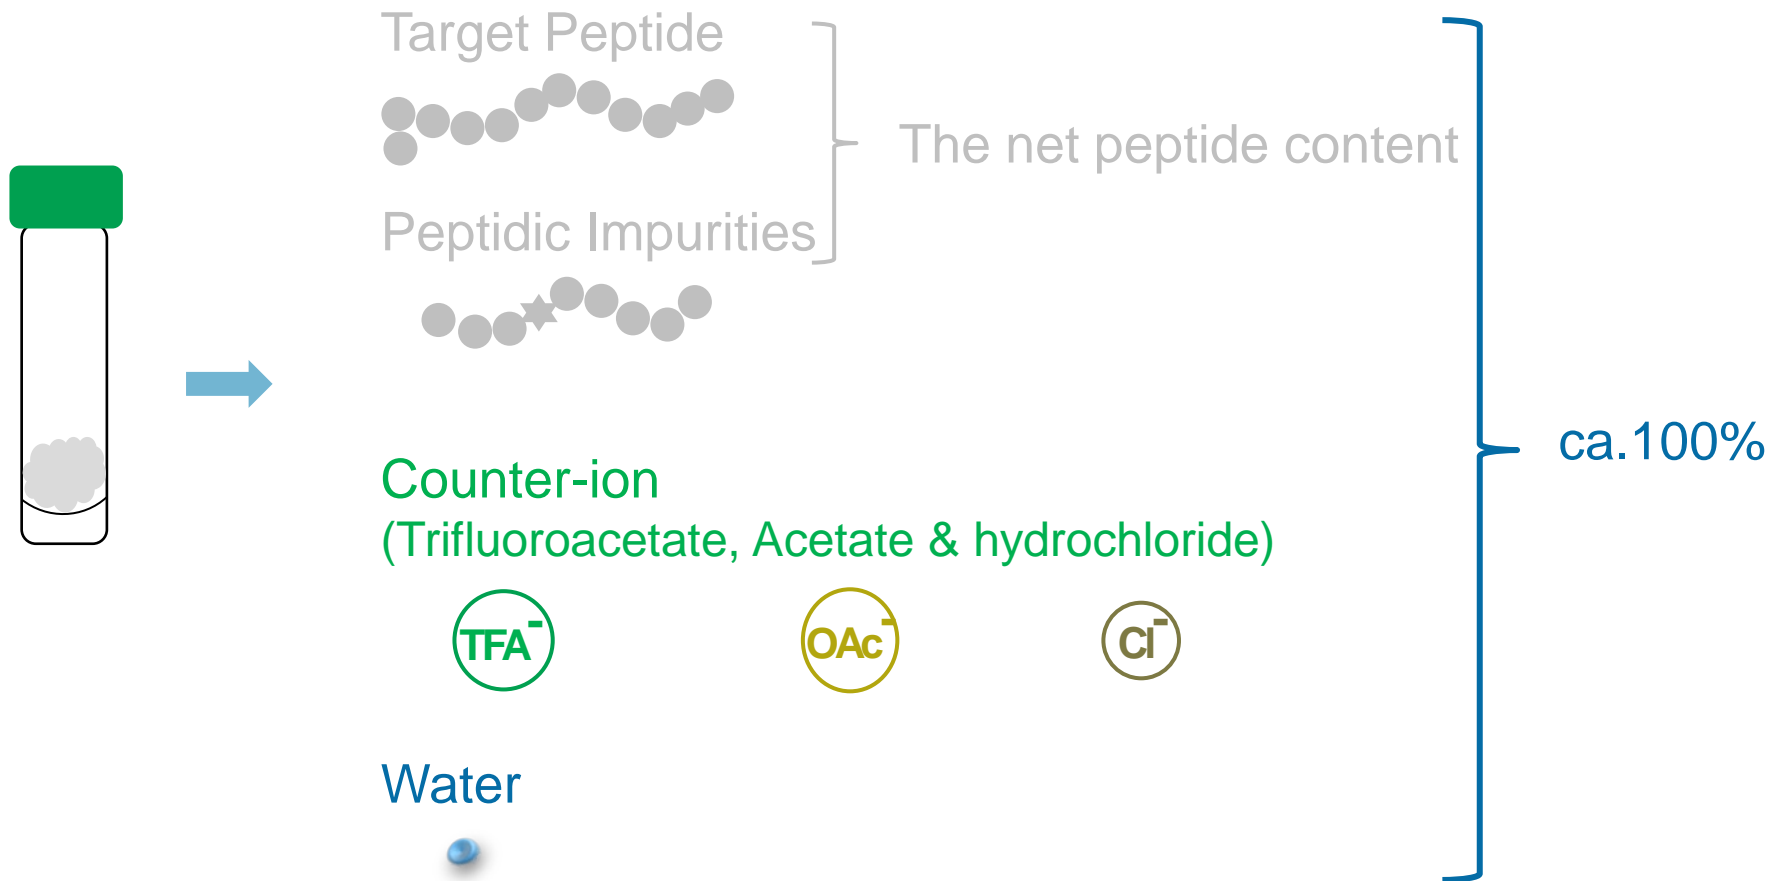 Target Peptide
The net peptide content
Peptidic Impurities
Counter-ion
(Trifluoroacetate, Acetate & hydrochloride)
TFA-
OAc-
Cl-
Water
ca.100%